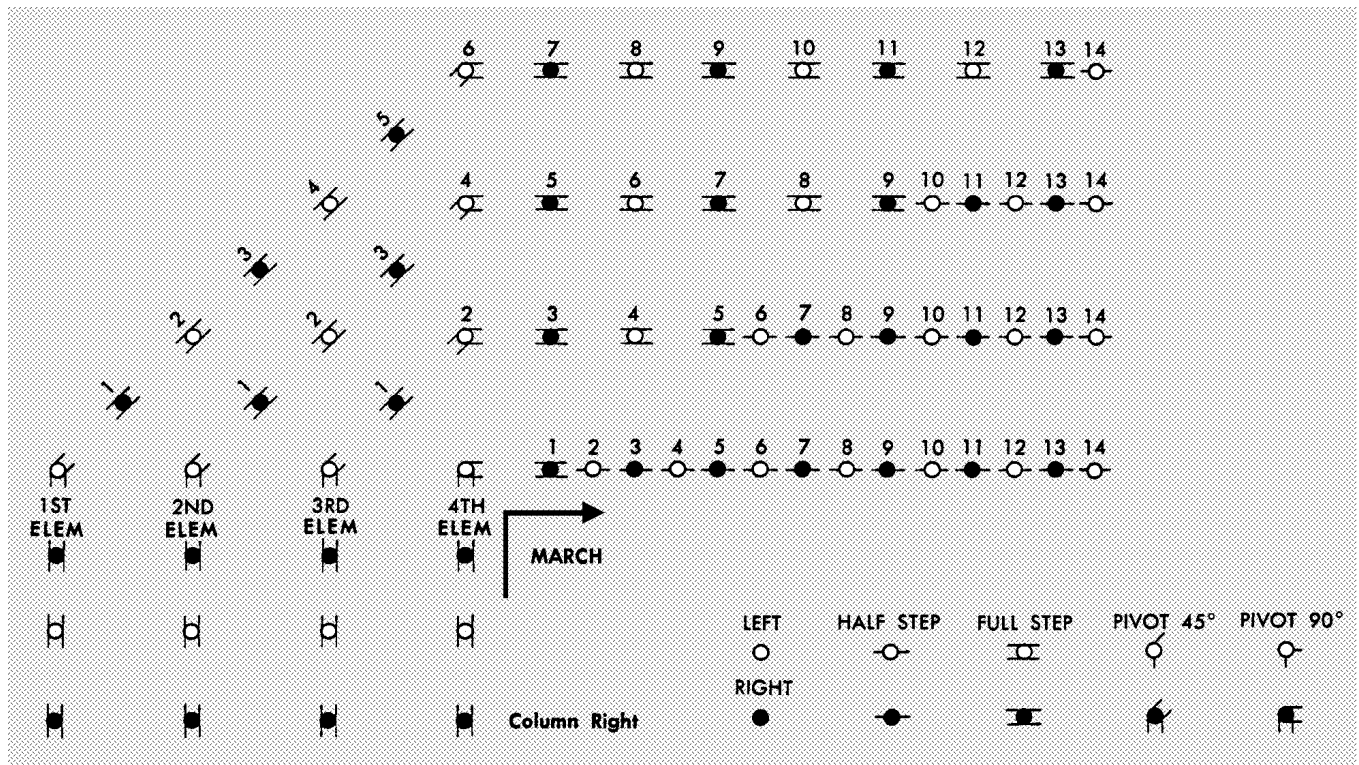 6 7 8 9 10 11 12 13 14
5
4
4 5 6 7 8 9 10 11 12 13 14
3 3
2 2
2 3 4 5 6 7 8 9 10 11 12 13 14
1 1 1
1 2 3 4 5 6 7 8 9 10 11 12 13 14
1ST ELEM
2ND ELEM
3RD ELEM
4TH ELEM
MARCH
LEFT HALF STEP FULL STEP PIVOT 45° PIVOT 90°
RIGHT
Column Right